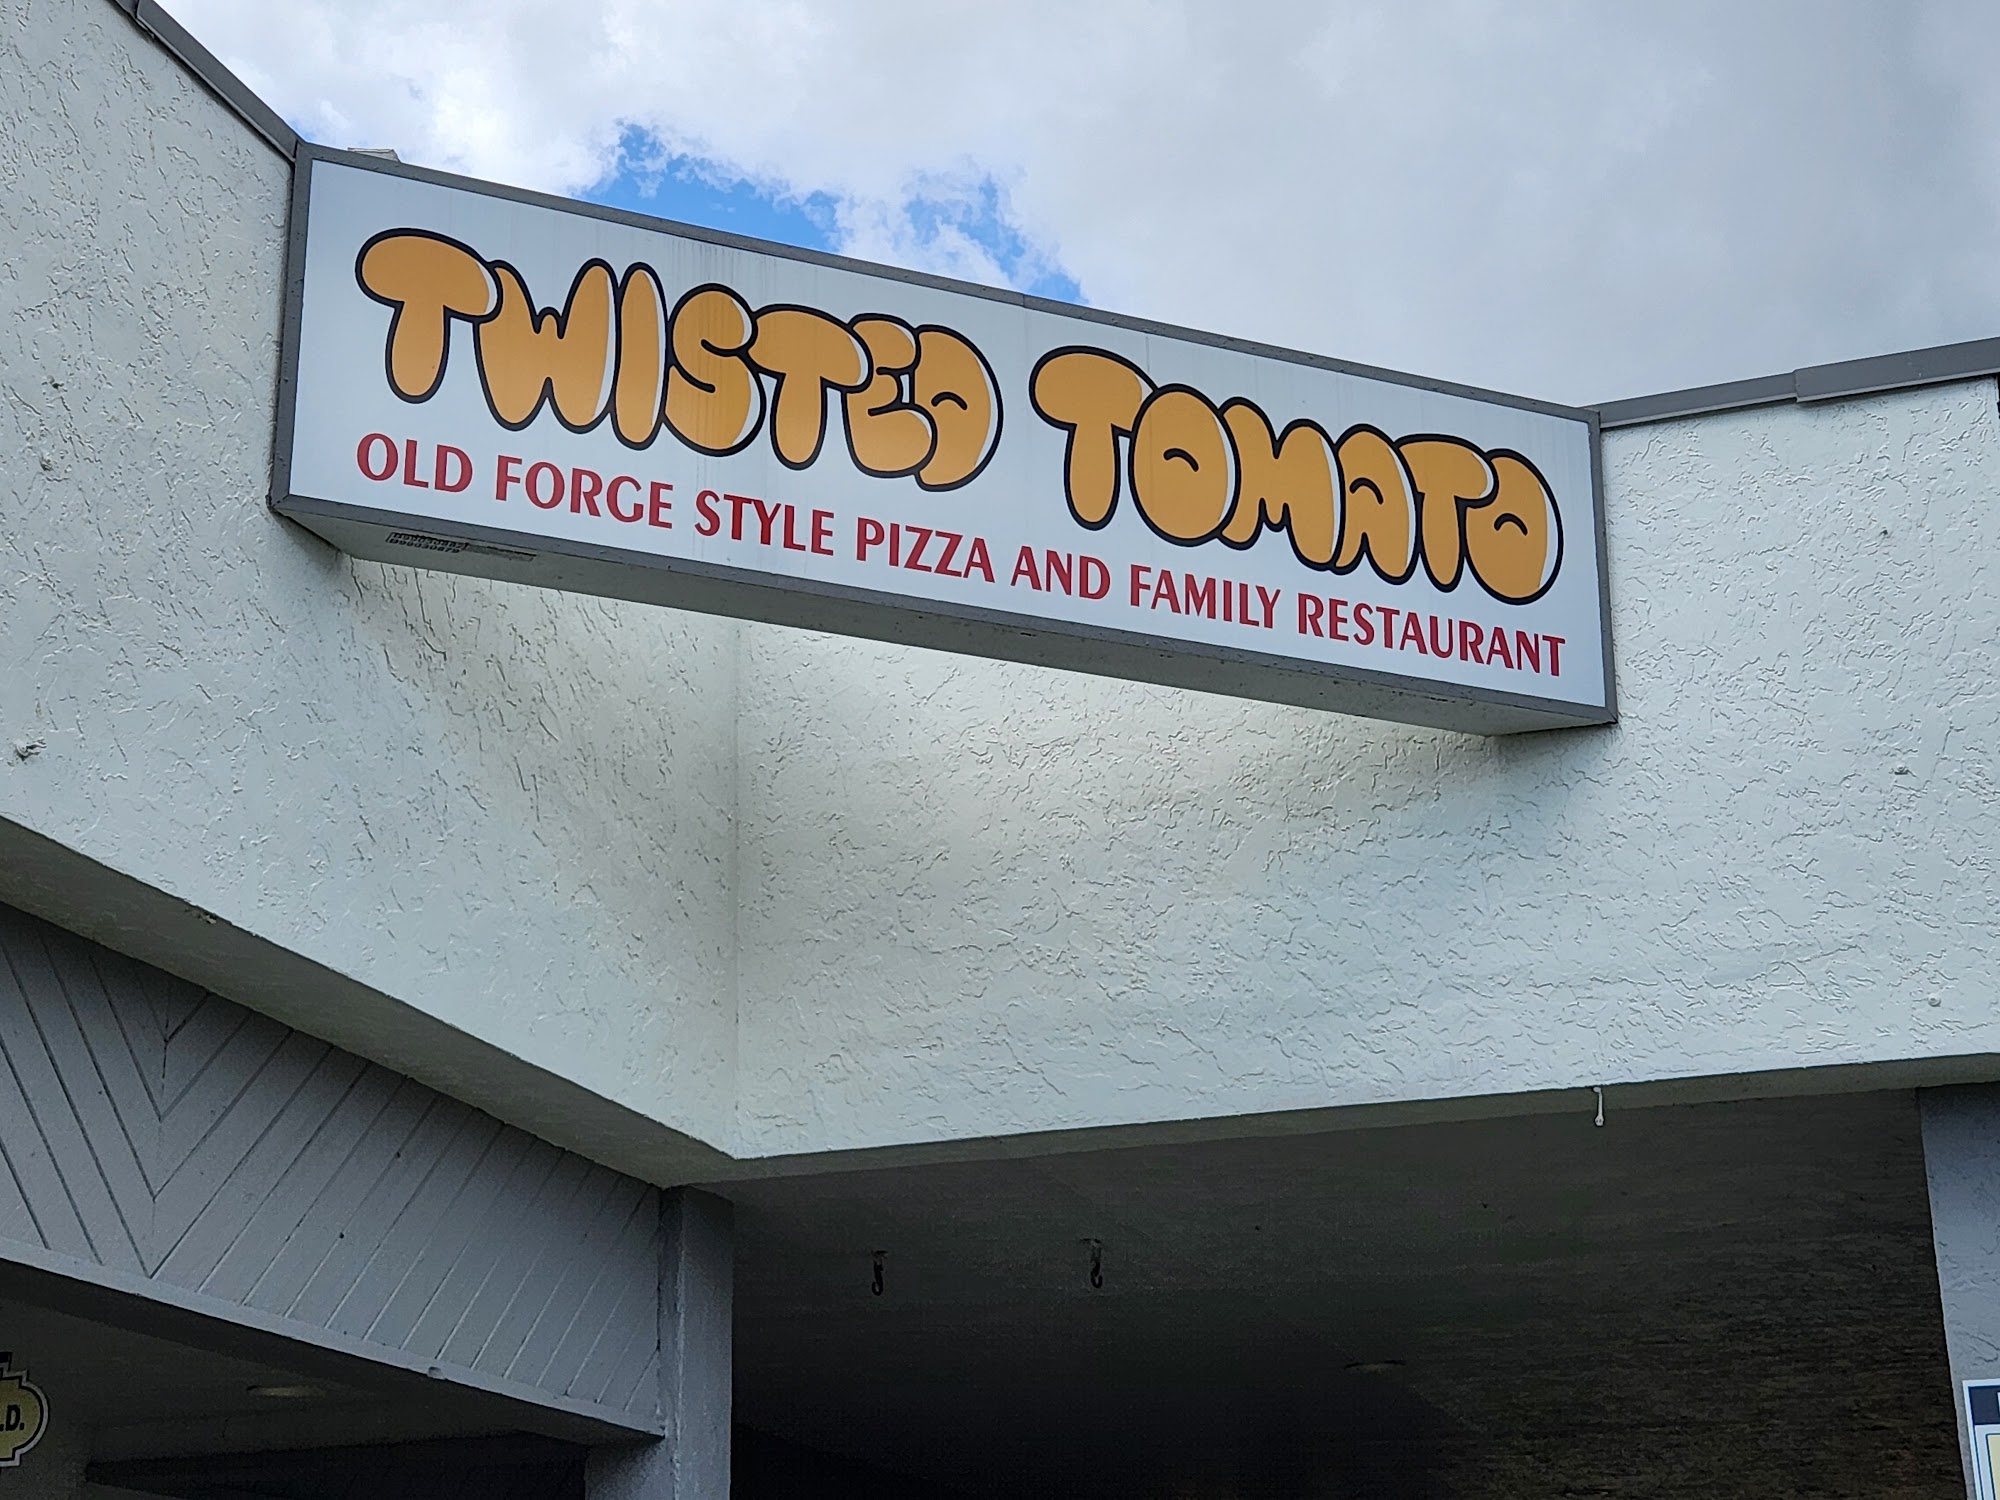 TWISTED TOMATO
OLD FORGE STYLE PIZZA AND FAMILY RESTAURANT
.D.